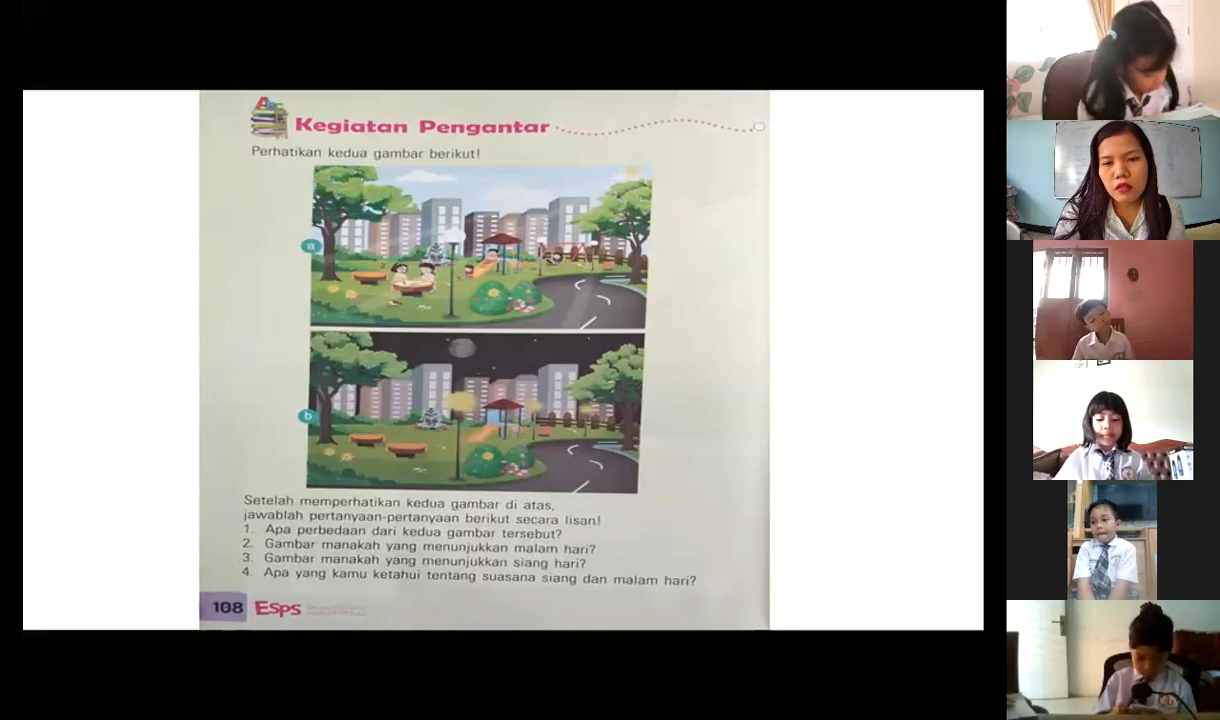 Kegiatan Pengantar
Perhatikan kedua gambar berikut!
a
b
Setelah memperhatikan kedua gambar di atas,
jawablah pertanyaan-pertanyaan berikut secara lisan!
1. Apa perbedaan dari kedua gambar tersebut?
2. Gambar manakah yang menunjukkan malam hari?
3. Gambar manakah yang menunjukkan siang hari?
4. Apa yang kamu ketahui tentang suasana siang dan malam hari?
108 ESPS